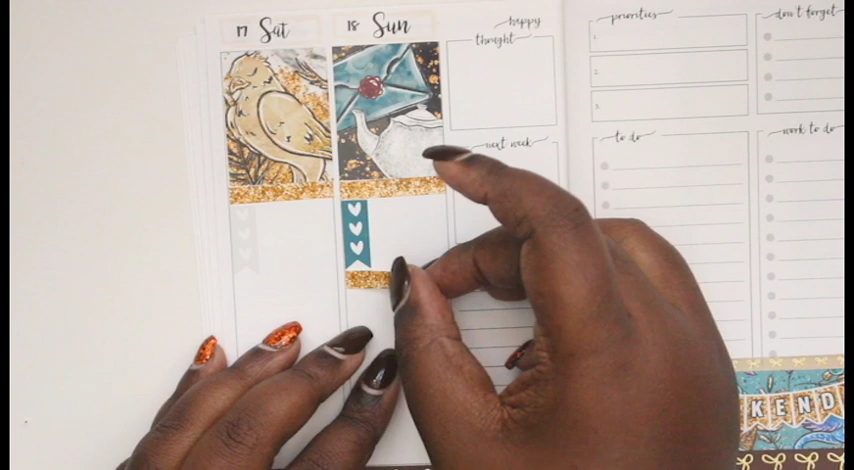 17 Sat
18 Sun
happy
thought
next week
priorities
1.
2.
3.
don't forget
to do
work to do
KEND